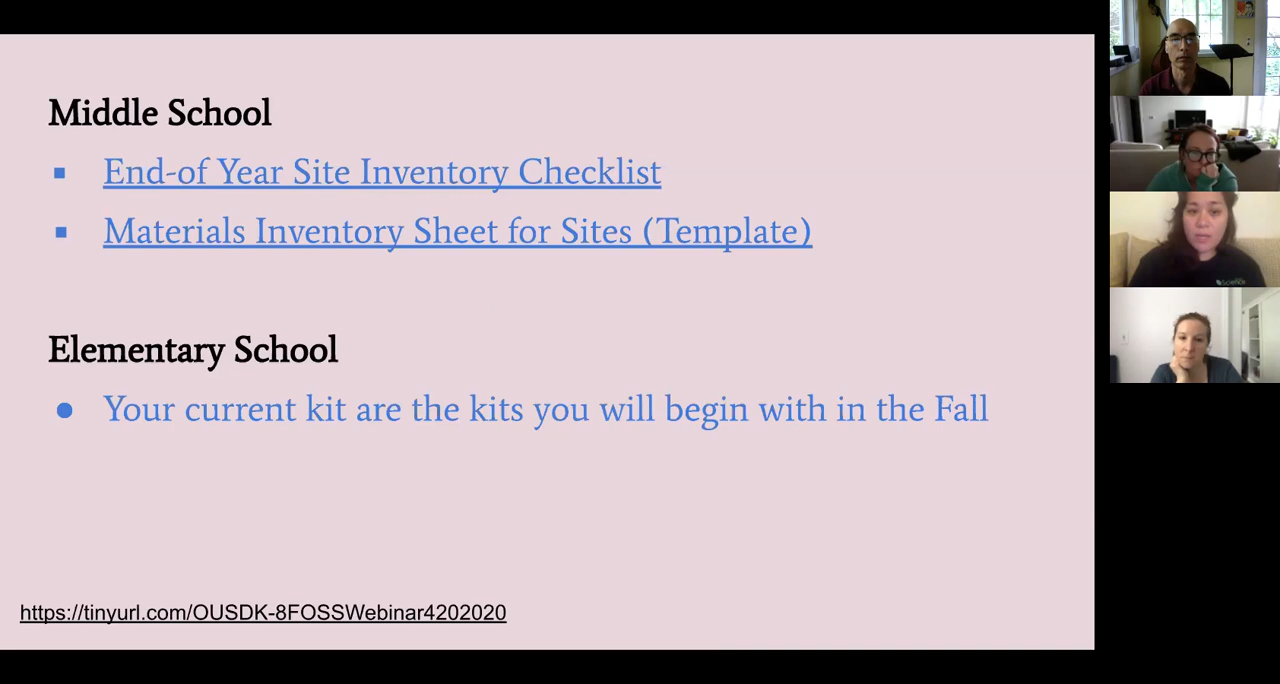 Middle School
End-of Year Site Inventory Checklist
Materials Inventory Sheet for Sites (Template)
Elementary School
Your current kit are the kits you will begin with in the Fall
https://tinyurl.com/OUSDK-8FOSSWebinar4202020
Science